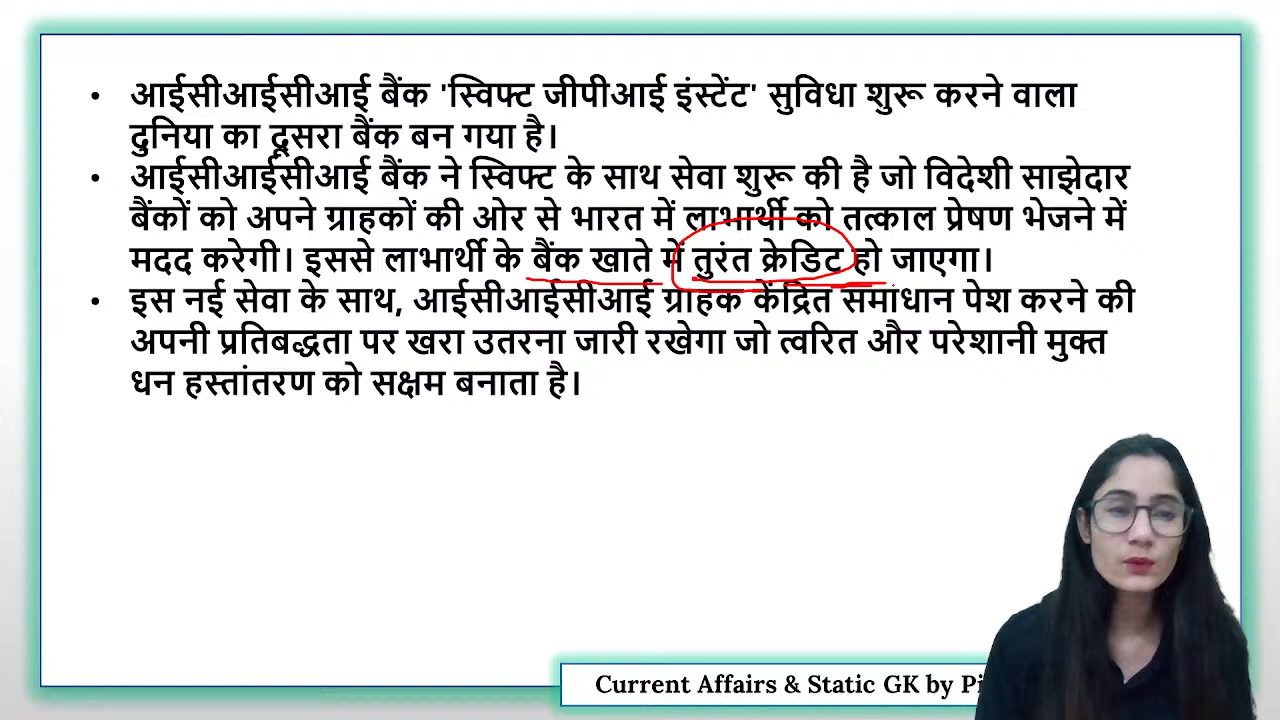 • आईसीआईसीआई बैंक 'स्विफ्ट जीपीआई इंस्टेंट' सुविधा शुरू करने वाला
दुनिया का दूसरा बैंक बन गया है।
• आईसीआईसीआई बैंक ने स्विफ्ट के साथ सेवा शुरू की है जो विदेशी साझेदार
बैंकों को अपने ग्राहकों की ओर से भारत में लाभार्थी को तत्काल प्रेषण भेजने में
मदद करेगी। इससे लाभार्थी के बैंक खाते में तुरंत क्रेडिट हो जाएगा।
• इस नई सेवा के साथ, आईसीआईसीआई ग्राहक केंद्रित समाधान पेश करने की
अपनी प्रतिबद्धता पर खरा उतरना जारी रखेगा जो त्वरित और परेशानी मुक्त
धन हस्तांतरण को सक्षम बनाता है।
Current Affairs & Static GK by